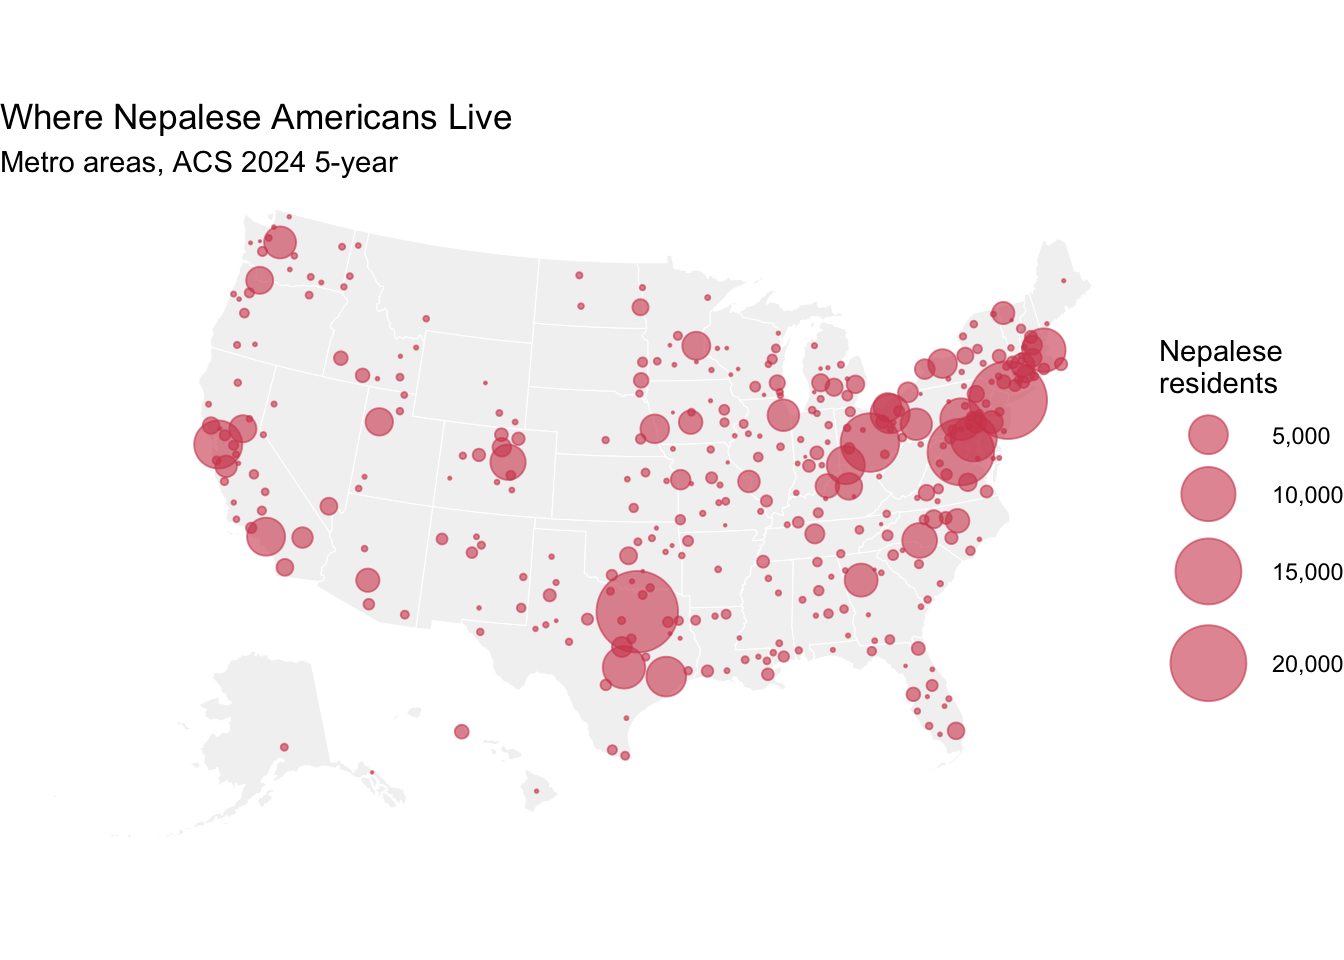 Where Nepalese Americans Live
Metro areas, ACS 2024 5-year
Nepalese
residents
5,000
10,000
15,000
20,000